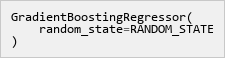 GradientBoostingRegressor(
    random_state=RANDOM_STATE
)